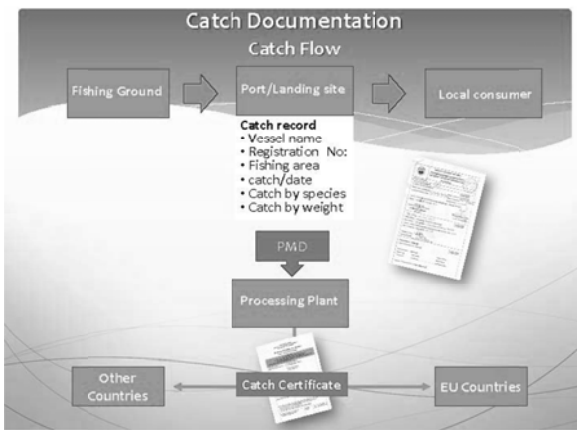 Catch Documentation
Catch Flow
Fishing Ground
Port/Landing site
Local consumer
Catch record
- Vessel name
• Registration No:
• Fishing area
• catch/date
• Catch by species
• Catch by weight
PMD
Processing Plant
Other
Countries
Catch Certificate
EU Countries